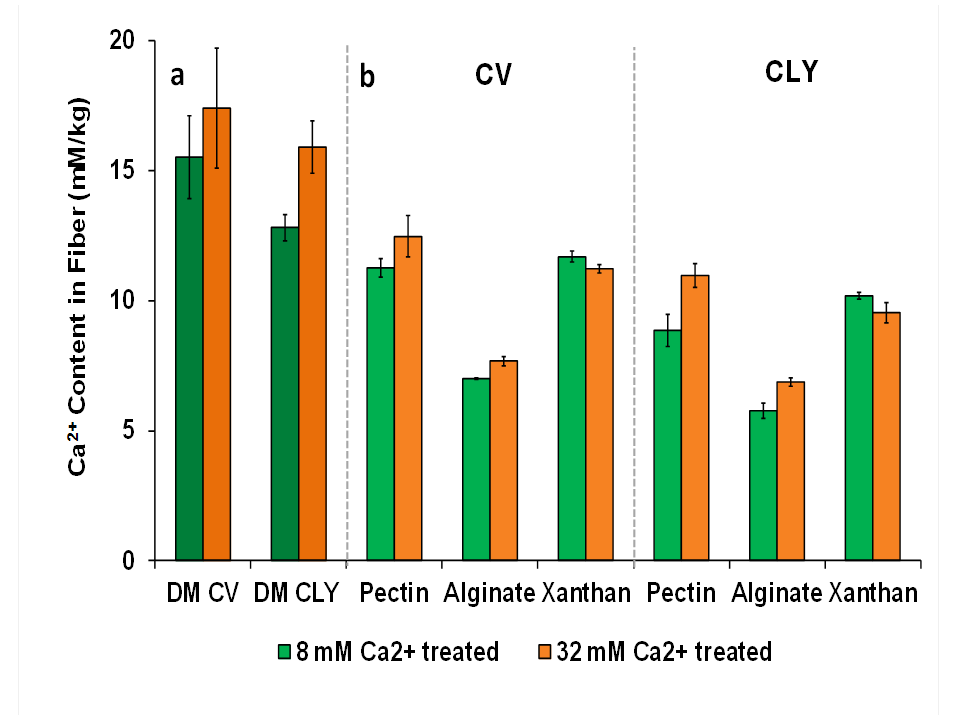 20
15
10
5
0
Ca2+ Content in Fiber (mM/kg)
a
b
CV
CLY
DM CV DM CLY Pectin Alginate Xanthan Pectin Alginate Xanthan
8 mM Ca2+ treated 32 mM Ca2+ treated